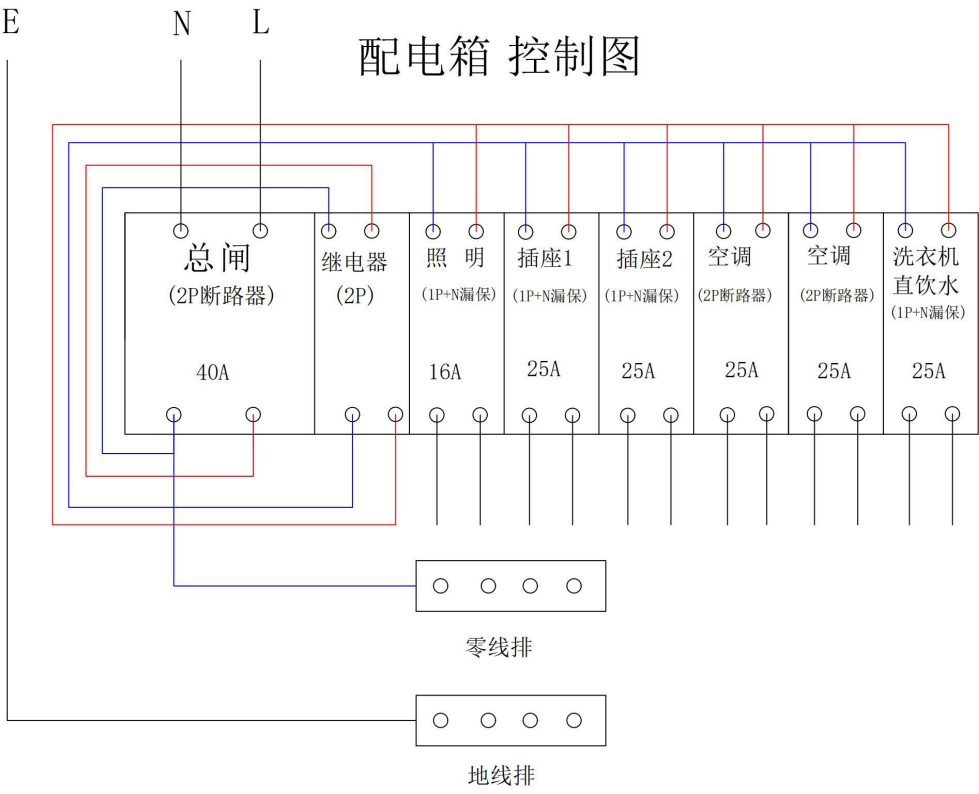 E
N
L
配电箱 控制图
总闸
(2P断路器)
40A
继电器
(2P)
照 明
(1P+N漏保)
16A
插座1
(1P+N漏保)
25A
插座2
(1P+N漏保)
25A
空调
(2P断路器)
25A
空调
(2P断路器)
25A
洗衣机
直饮水
(1P+N漏保)
25A
零线排
地线排